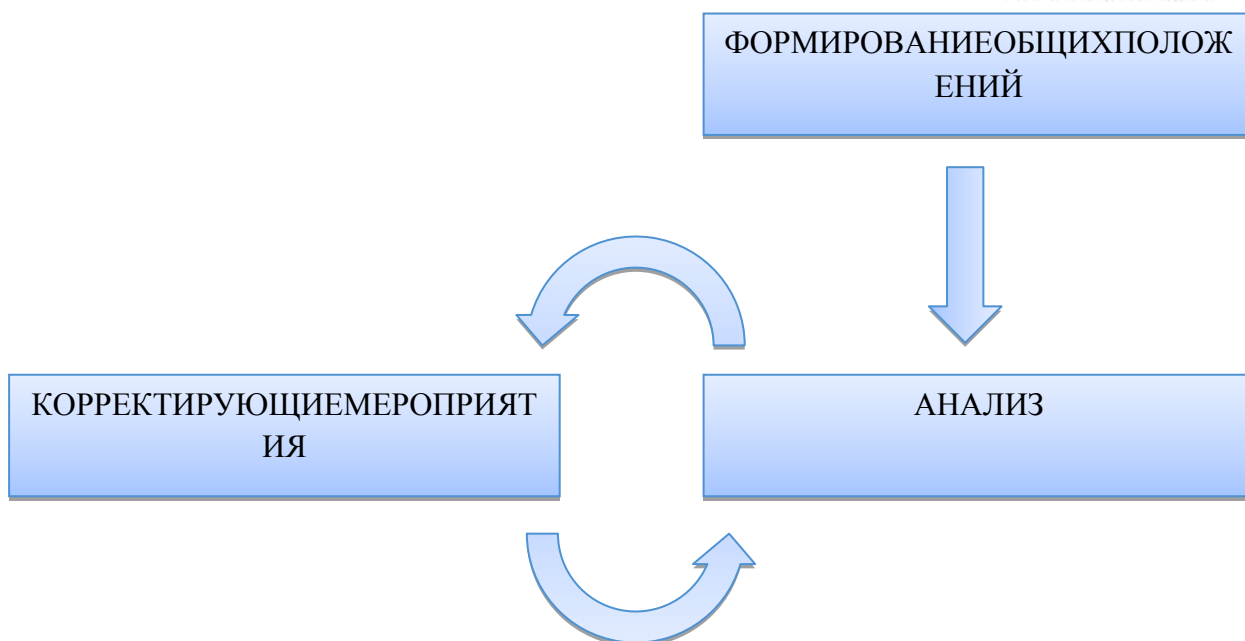 ФОРМИРОВАНИЕОБЩИХПОЛОЖ
ЕНИЙ
КОРРЕКТИРУЮЩИЕМЕРОПРИЯТ
ИЯ
АНАЛИЗ